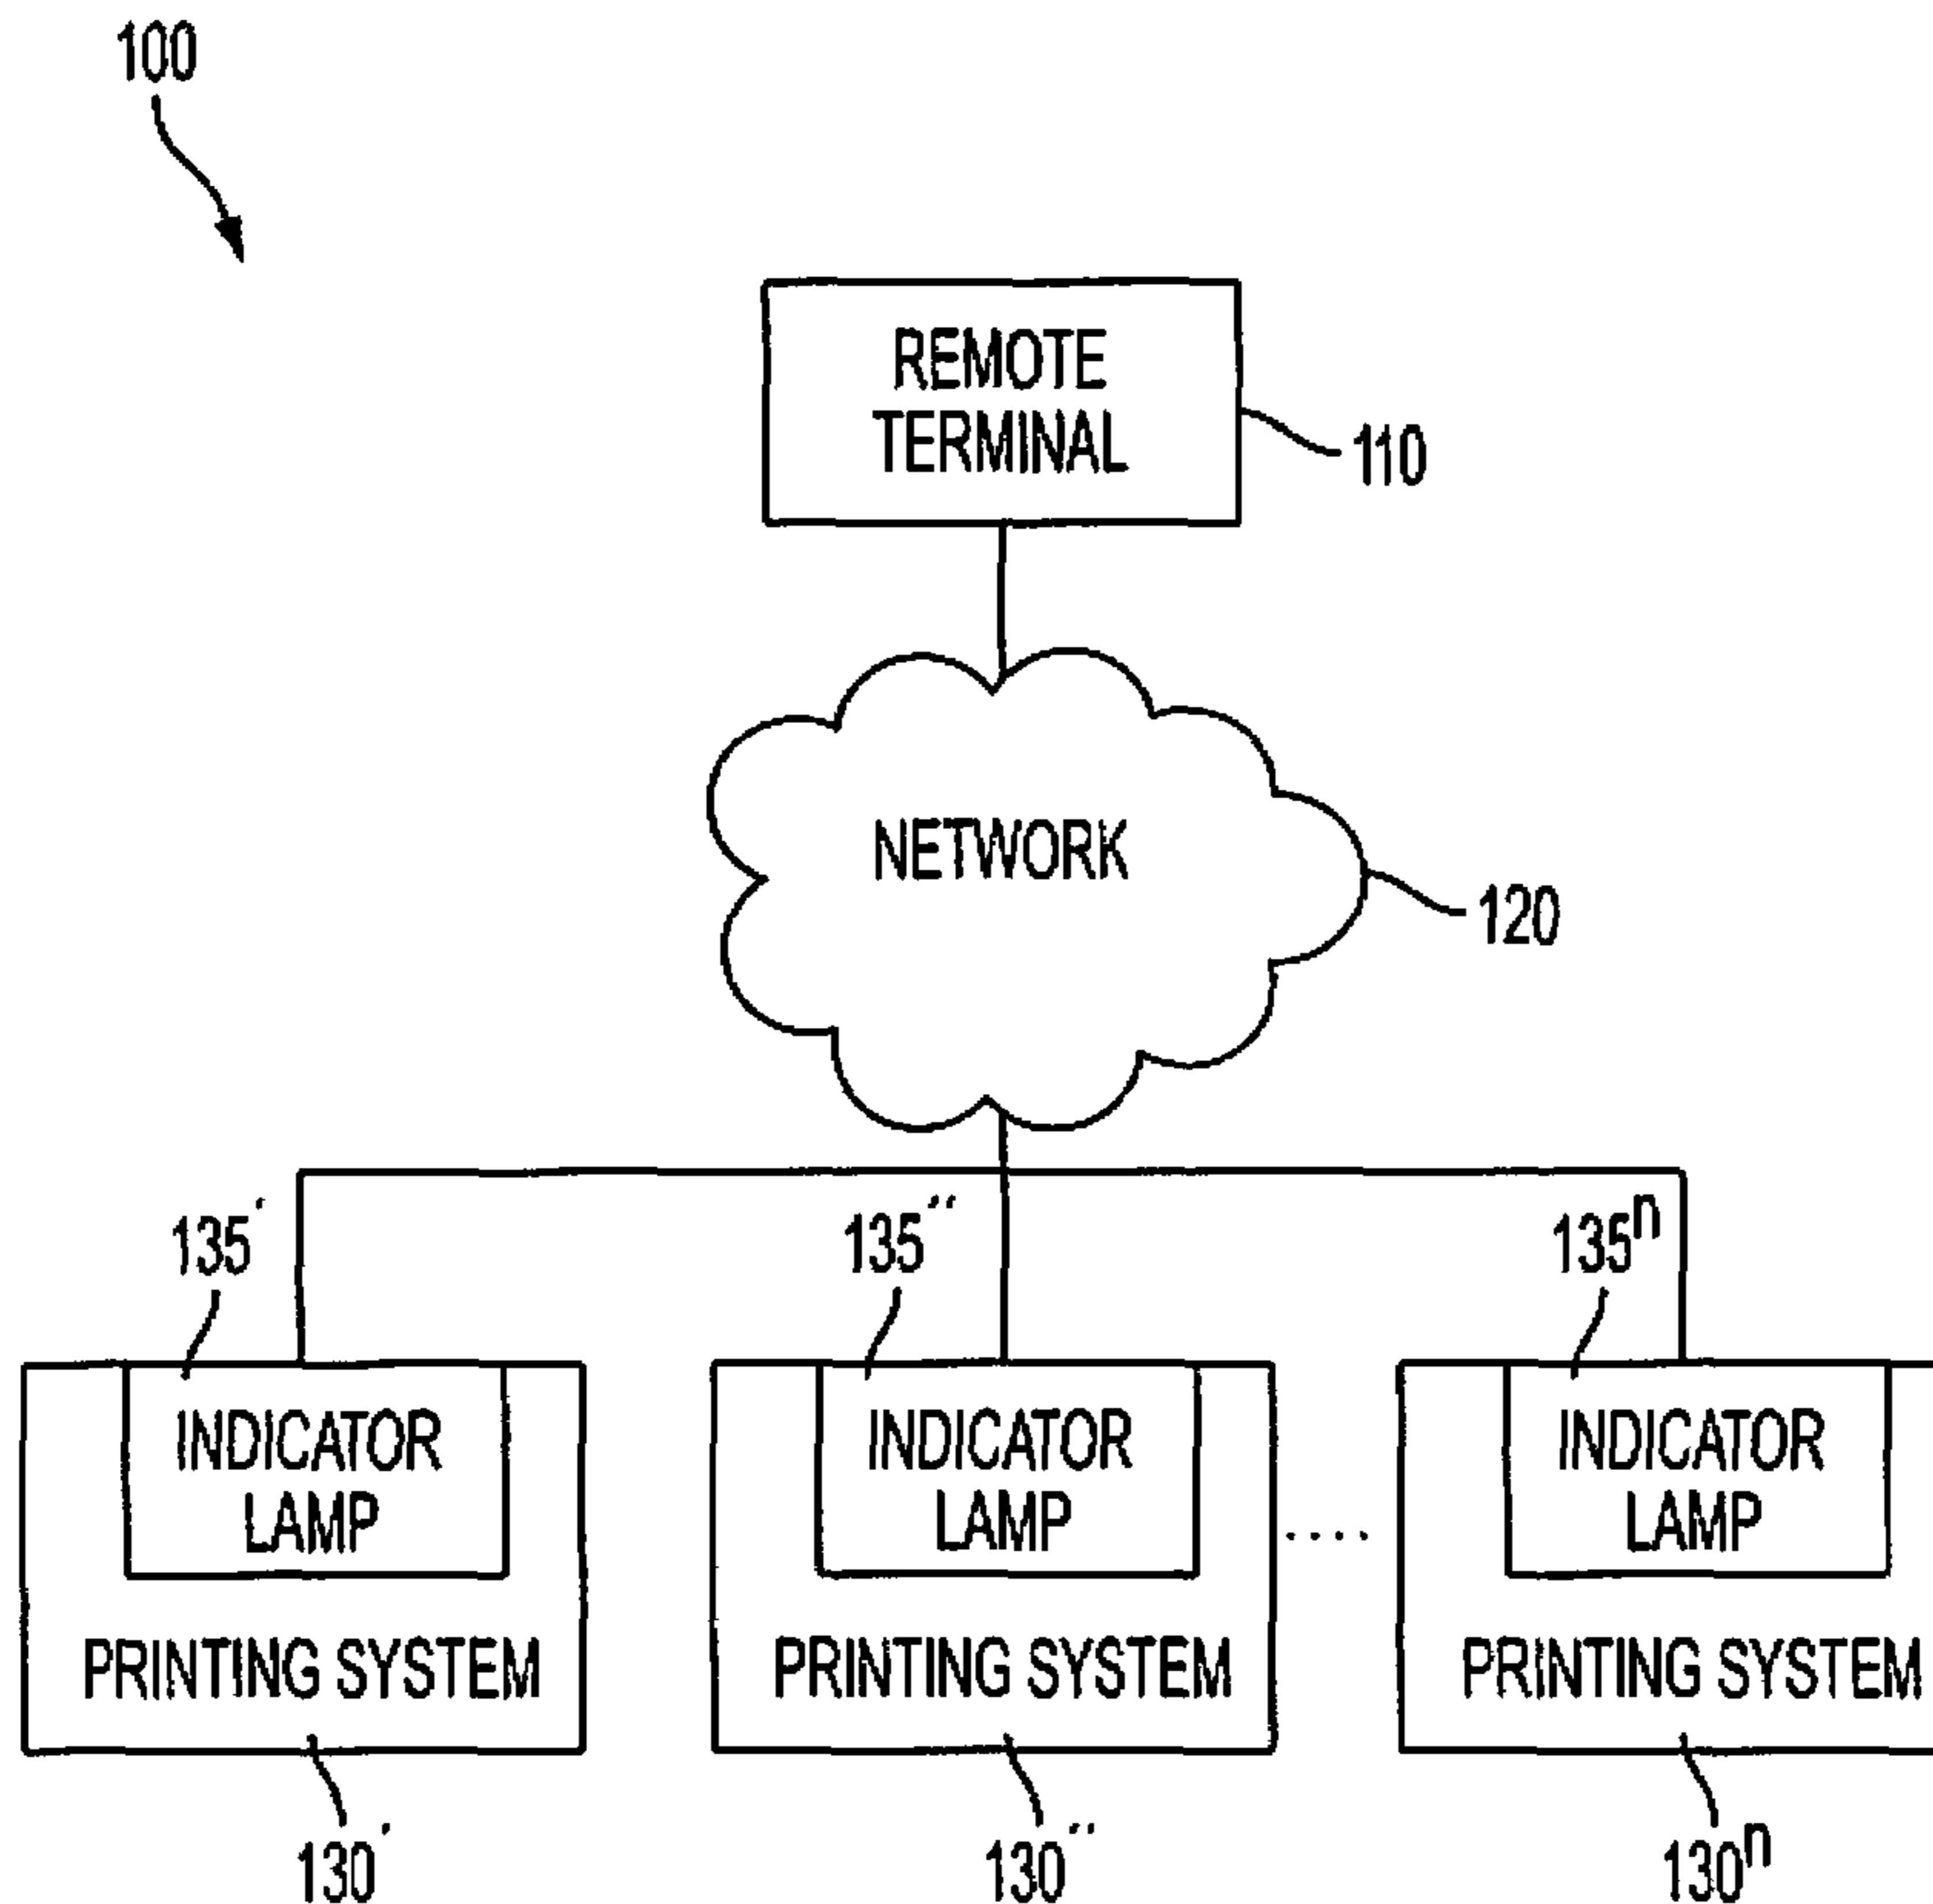 100
REMOTE
TERMINAL
110
NETWORK
120
135' 135'' 135ⁿ
INDICATOR INDICATOR INDICATOR
LAMP LAMP .... LAMP
PRINTING SYSTEM PRINTING SYSTEM PRINTING SYSTEM
130' 130'' 130ⁿ